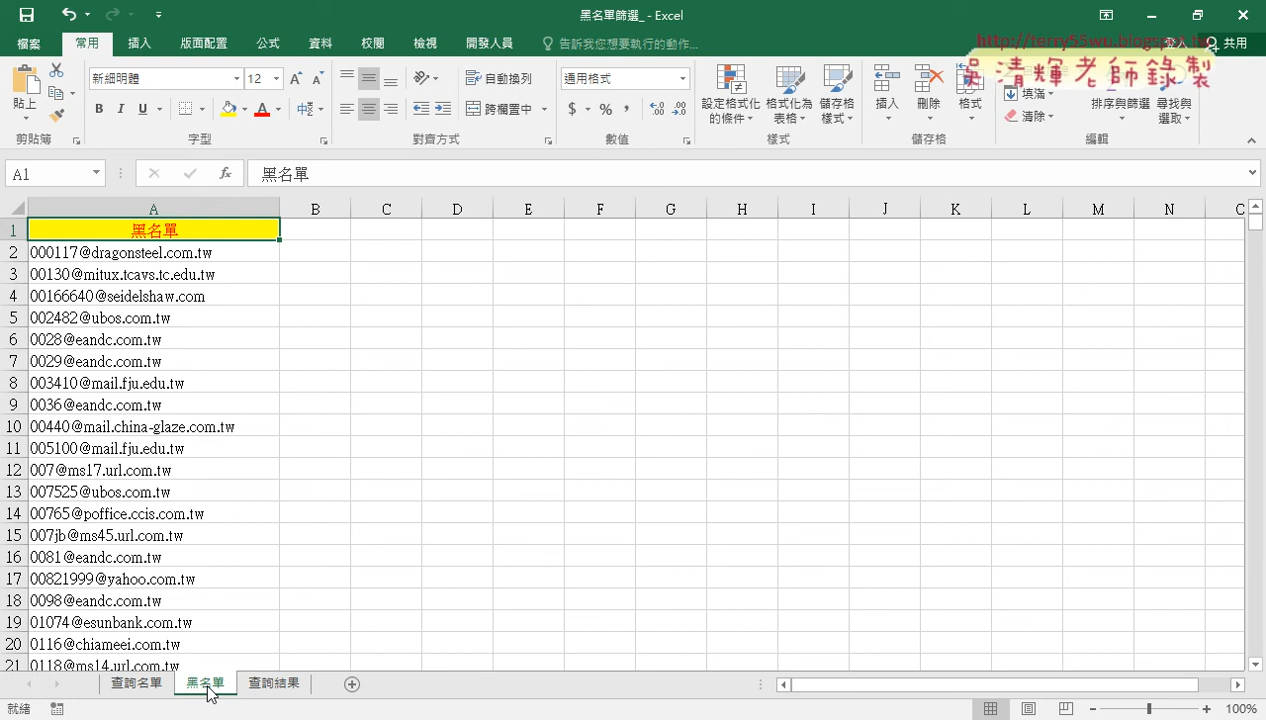 黑名單篩選_ - Excel
http://terry55wu.blogspot.tw
吳清輝老師錄製
檔案 常用 插入 版面配置 公式 資料 校閱 檢視 開發人員 告訴我您想要執行的動作... 登入 共用
貼上 新細明體 12 自動換列 通用格式 設定格式化的條件 格式化為表格 儲存格樣式 插入 刪除 格式 填滿 清除 排序與篩選 尋找與選取
B I U 中 跨欄置中 $ % ,
剪貼簿 字型 對齊方式 數值 樣式 儲存格 編輯
A1 fx 黑名單
A B C D E F G H I J K L M N O
1 黑名單
2 000117@dragonsteel.com.tw
3 00130@mitux.tcavs.tc.edu.tw
4 00166640@seidelshaw.com
5 002482@ubos.com.tw
6 0028@eandc.com.tw
7 0029@eandc.com.tw
8 003410@mail.fju.edu.tw
9 0036@eandc.com.tw
10 00440@mail.china-glaze.com.tw
11 005100@mail.fju.edu.tw
12 007@ms17.url.com.tw
13 007525@ubos.com.tw
14 00765@poffice.ccis.com.tw
15 007jb@ms45.url.com.tw
16 0081@eandc.com.tw
17 00821999@yahoo.com.tw
18 0098@eandc.com.tw
19 01074@esunbank.com.tw
20 0116@chiameei.com.tw
21 0118@ms14.url.com.tw
查詢名單 黑名單 查詢結果
就緒 100%